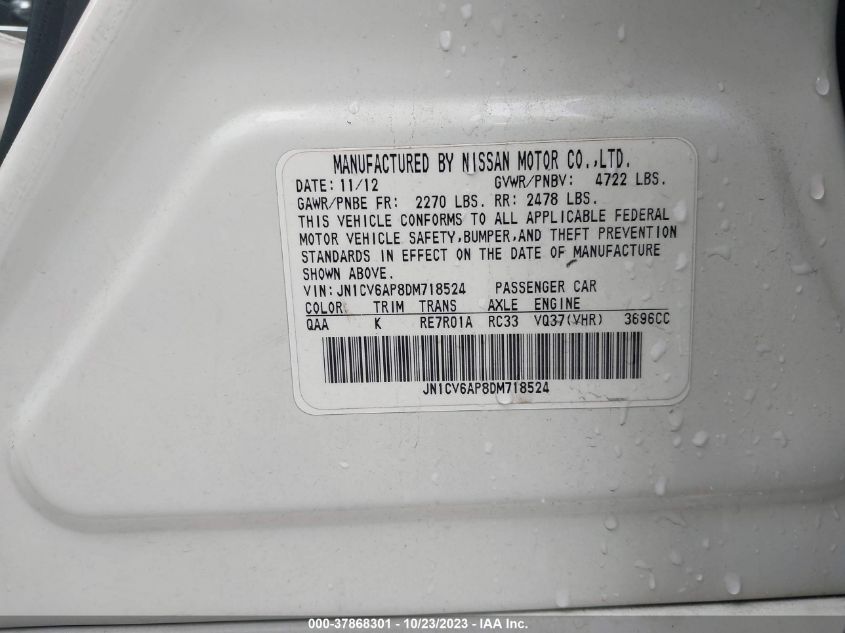 MANUFACTURED BY NISSAN MOTOR CO.,LTD.
DATE: 11/12 GVWR/PNBV: 4722 LBS.
GAWR/PNBE FR: 2270 LBS. RR: 2478 LBS.
THIS VEHICLE CONFORMS TO ALL APPLICABLE FEDERAL
MOTOR VEHICLE SAFETY,BUMPER,AND THEFT PREVENTION
STANDARDS IN EFFECT ON THE DATE OF MANUFACTURE
SHOWN ABOVE.
VIN: JN1CV6AP8DM718524 PASSENGER CAR
COLOR TRIM TRANS AXLE ENGINE
QAA K RE7R01A RC33 VQ37(VHR) 3696CC
JN1CV6AP8DM718524
000-37868301 - 10/23/2023 - IAA Inc.